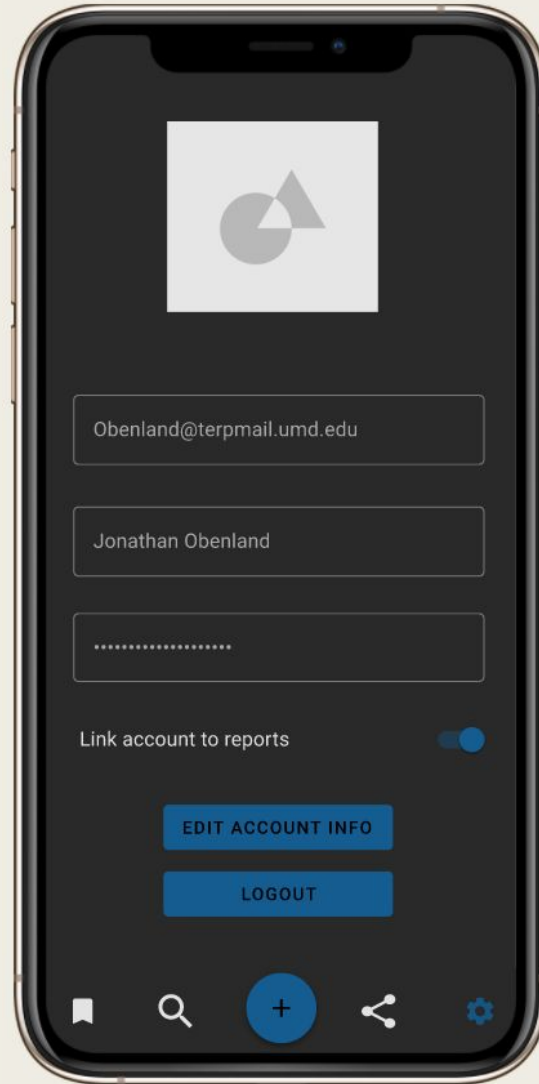 Obenland@terpmail.umd.edu
Jonathan Obenland
••••••••••••••••••••
Link account to reports
EDIT ACCOUNT INFO
LOGOUT
+